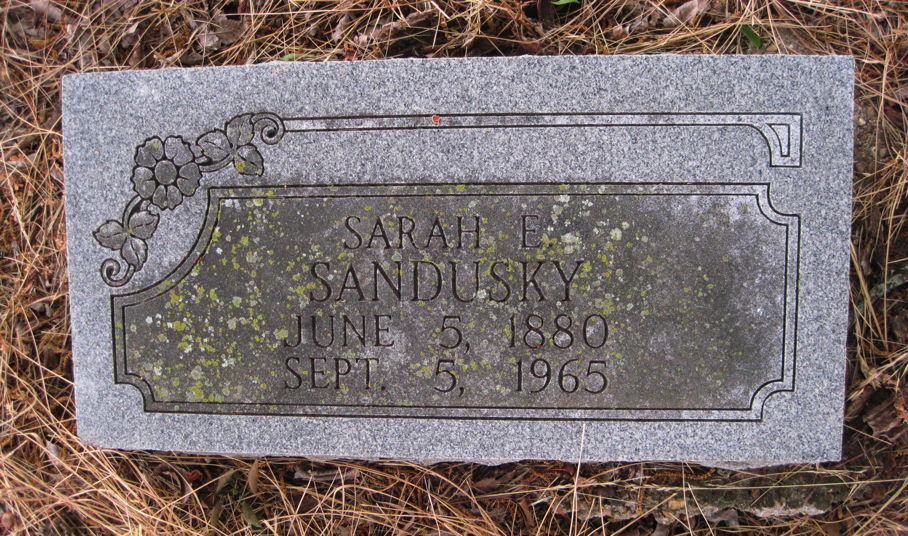 SARAH E.
SANDUSKY
JUNE 5, 1880
SEPT. 5, 1965